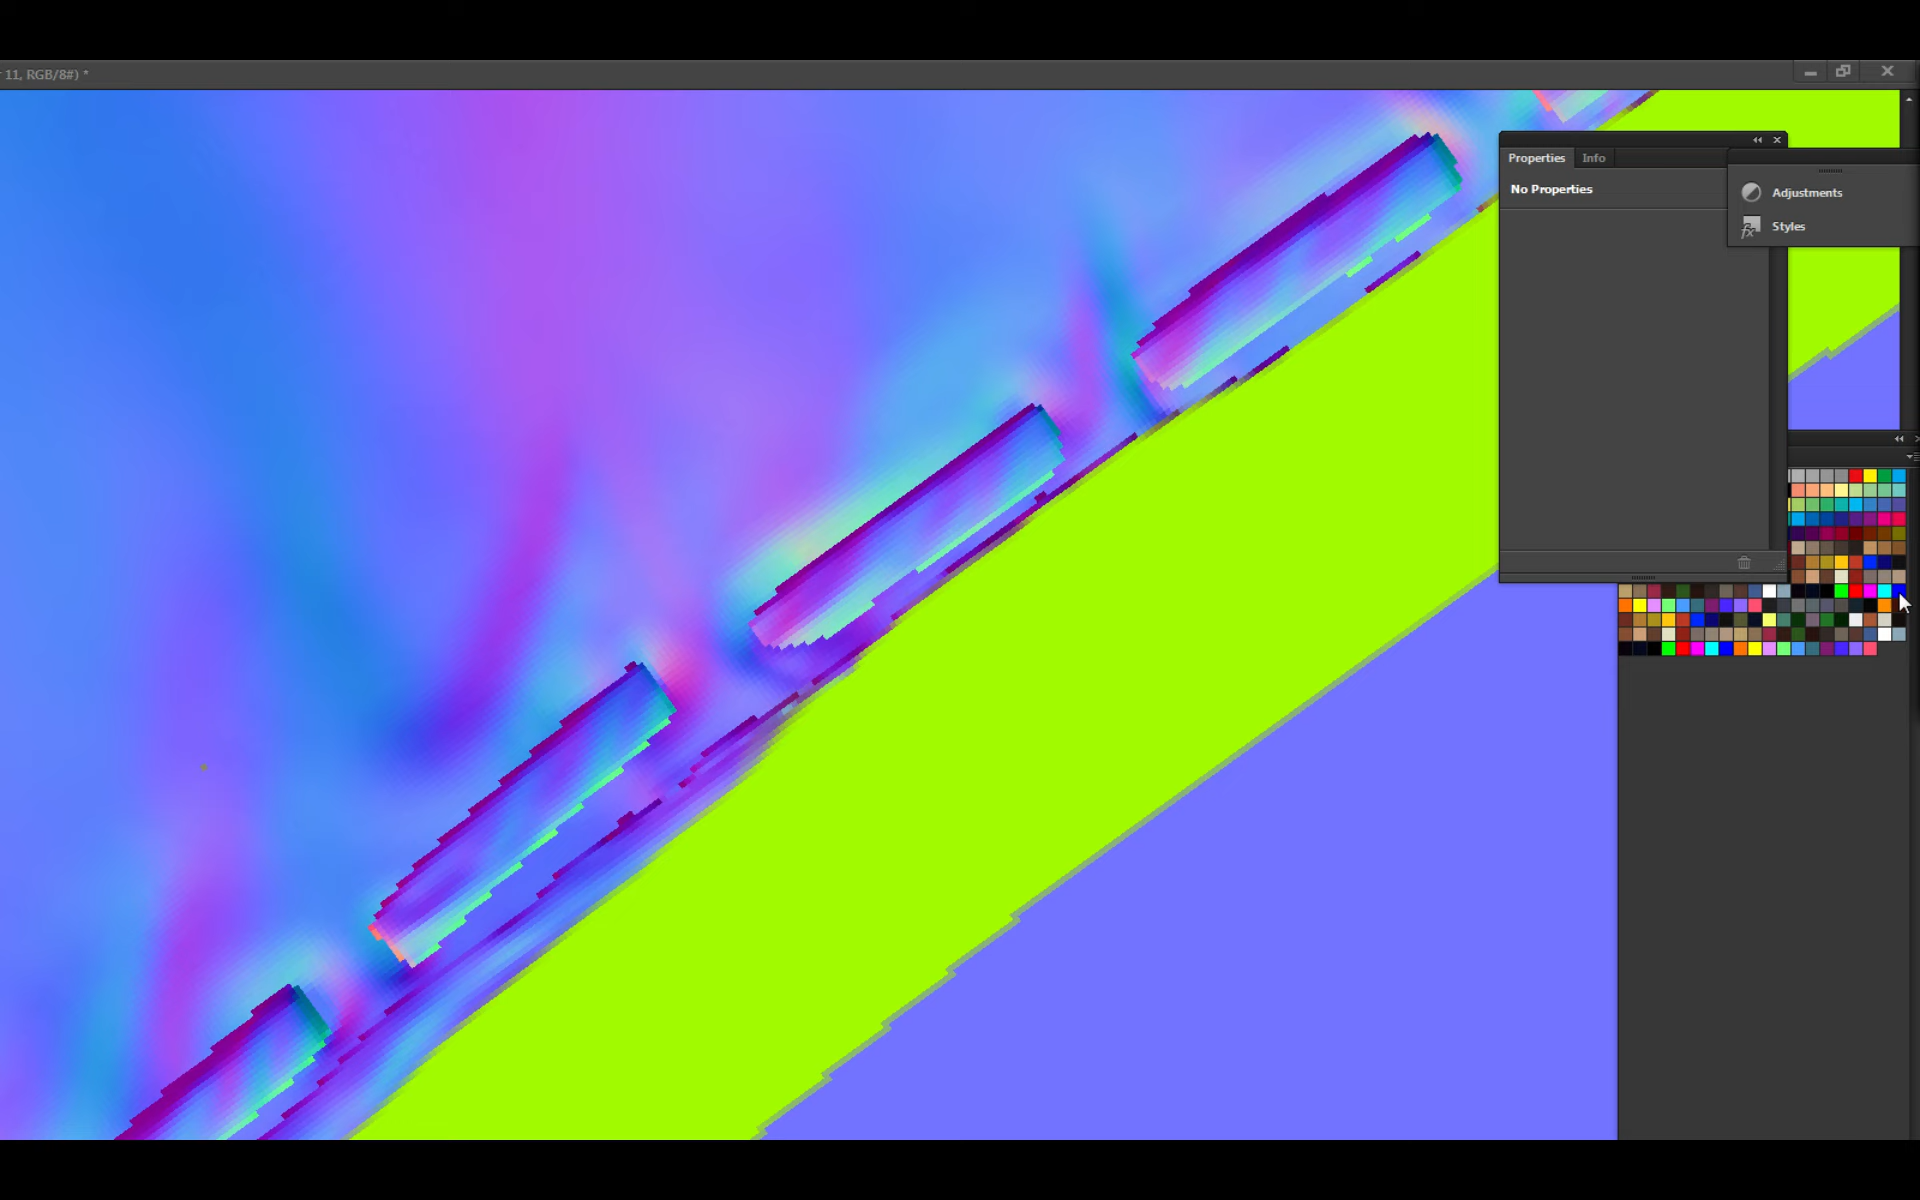 11, RGB/8#) *
Properties Info
No Properties
Adjustments
Styles